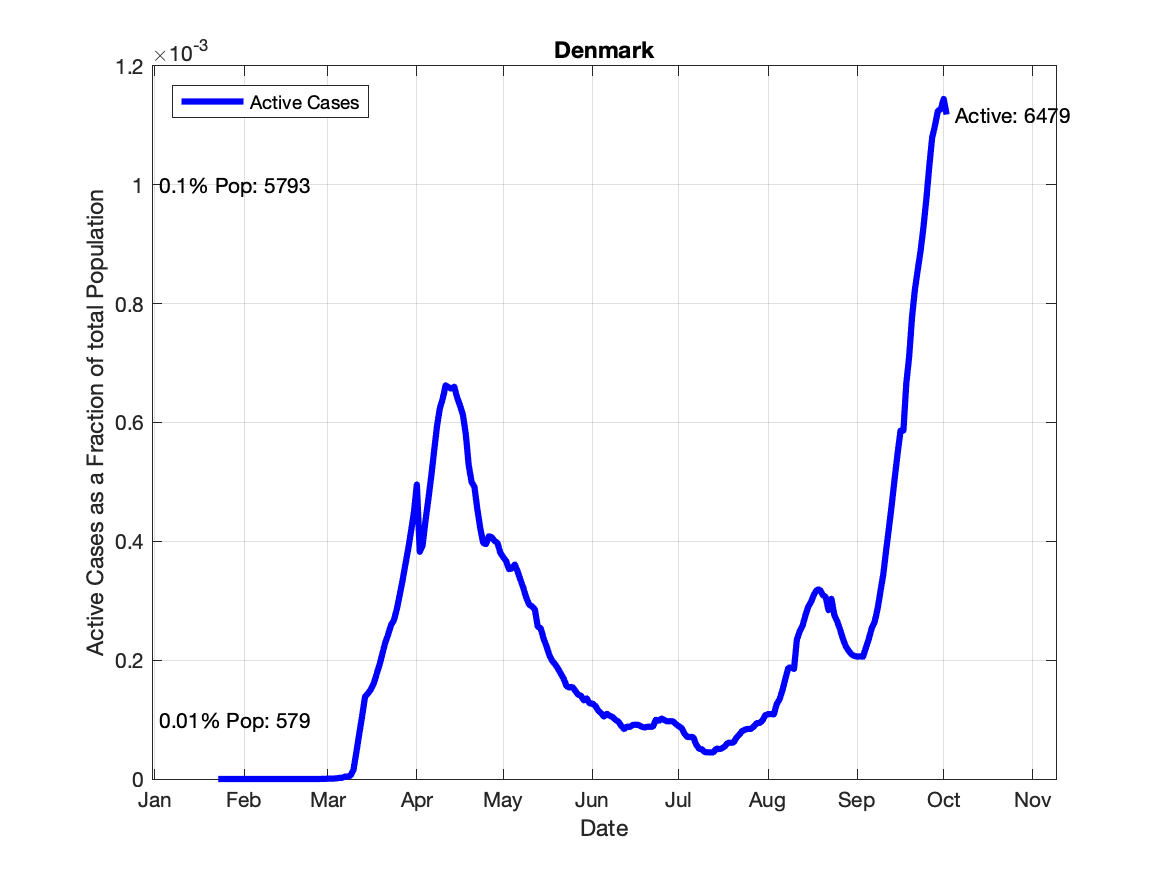 Denmark
×10-3
1.2
1
0.8
0.6
0.4
0.2
0
Active Cases
Active: 6479
0.1% Pop: 5793
0.01% Pop: 579
Active Cases as a Fraction of total Population
Jan Feb Mar Apr May Jun Jul Aug Sep Oct Nov
Date